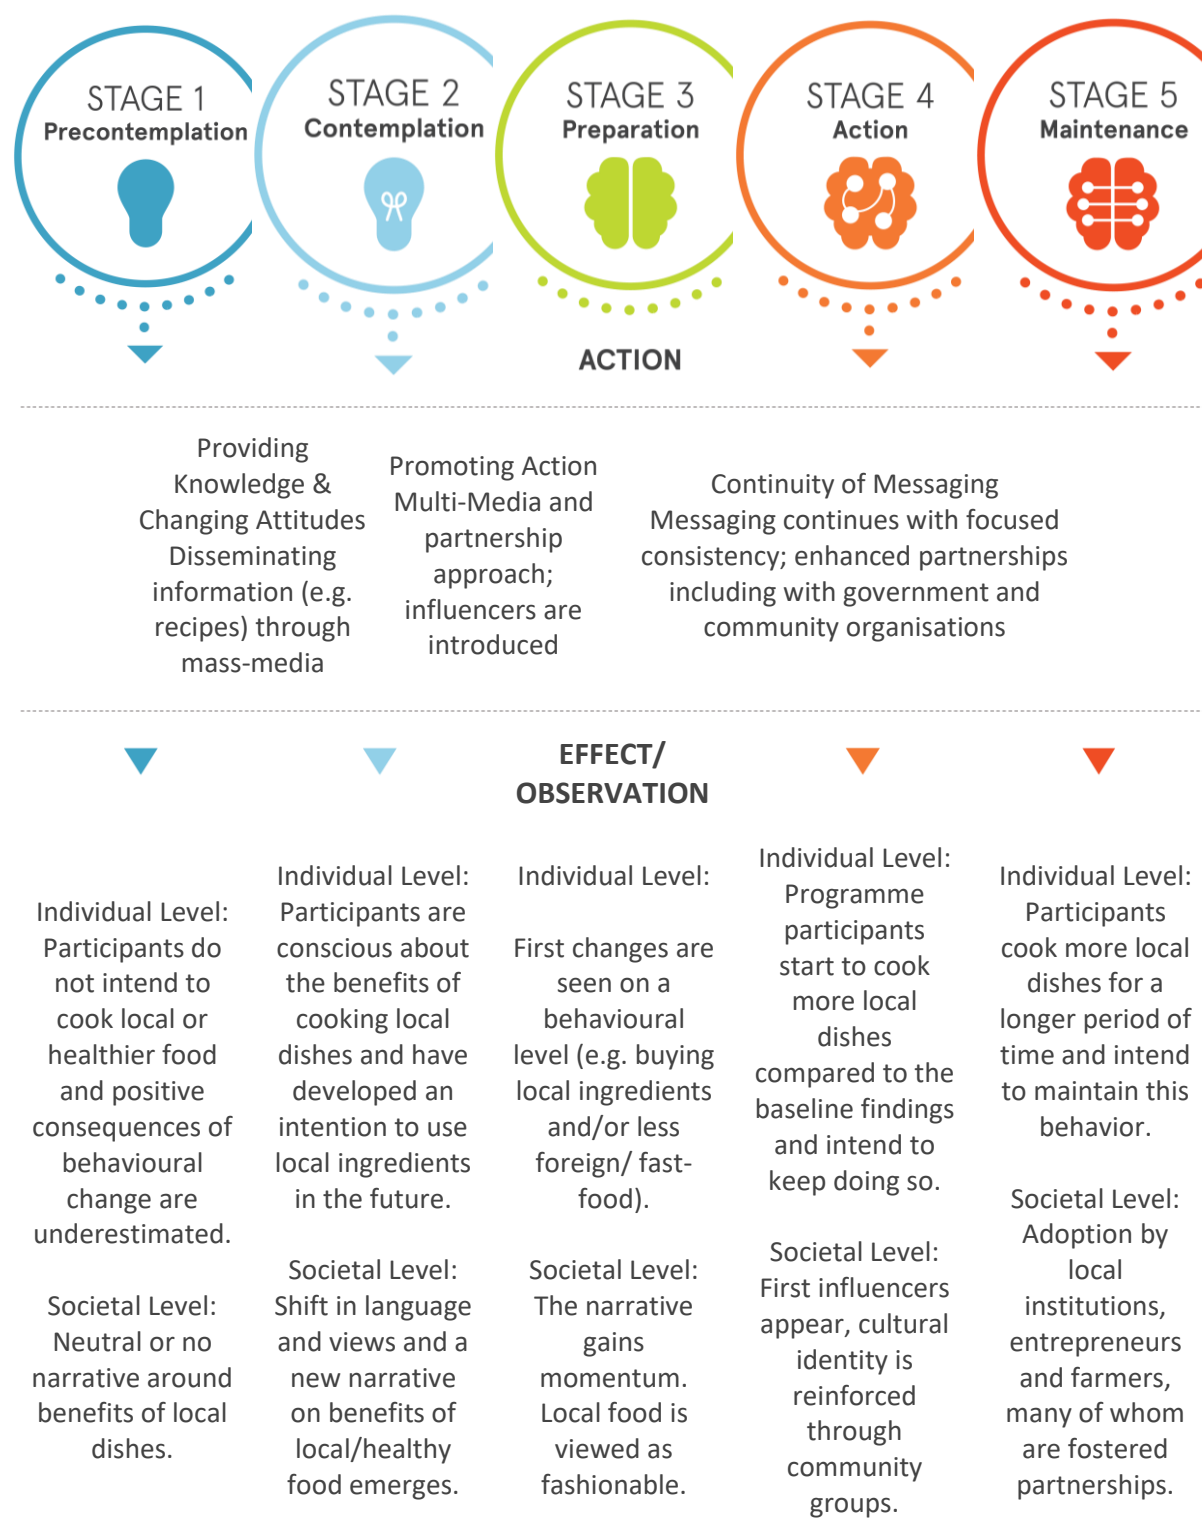 STAGE 1
Precontemplation
STAGE 2
Contemplation
STAGE 3
Preparation
STAGE 4
Action
STAGE 5
Maintenance
ACTION
Providing
Knowledge &
Changing Attitudes
Disseminating
information (e.g.
recipes) through
mass-media
Promoting Action
Multi-Media and
partnership
approach;
influencers are
introduced
Continuity of Messaging
Messaging continues with focused
consistency; enhanced partnerships
including with government and
community organisations
EFFECT/
OBSERVATION
Individual Level:
Participants do
not intend to
cook local or
healthier food
and positive
consequences of
behavioural
change are
underestimated.
Societal Level:
Neutral or no
narrative around
benefits of local
dishes.
Individual Level:
Participants are
conscious about
the benefits of
cooking local
dishes and have
developed an
intention to use
local ingredients
in the future.
Societal Level:
Shift in language
and views and a
new narrative
on benefits of
local/healthy
food emerges.
Individual Level:
First changes are
seen on a
behavioural
level (e.g. buying
local ingredients
and/or less
foreign/ fast-
food).
Societal Level:
The narrative
gains
momentum.
Local food is
viewed as
fashionable.
Individual Level:
Programme
participants
start to cook
more local
dishes
compared to the
baseline findings
and intend to
keep doing so.
Societal Level:
First influencers
appear, cultural
identity is
reinforced
through
community
groups.
Individual Level:
Participants
cook more local
dishes for a
longer period of
time and intend
to maintain this
behavior.
Societal Level:
Adoption by
local
institutions,
entrepreneurs
and farmers,
many of whom
are fostered
partnerships.